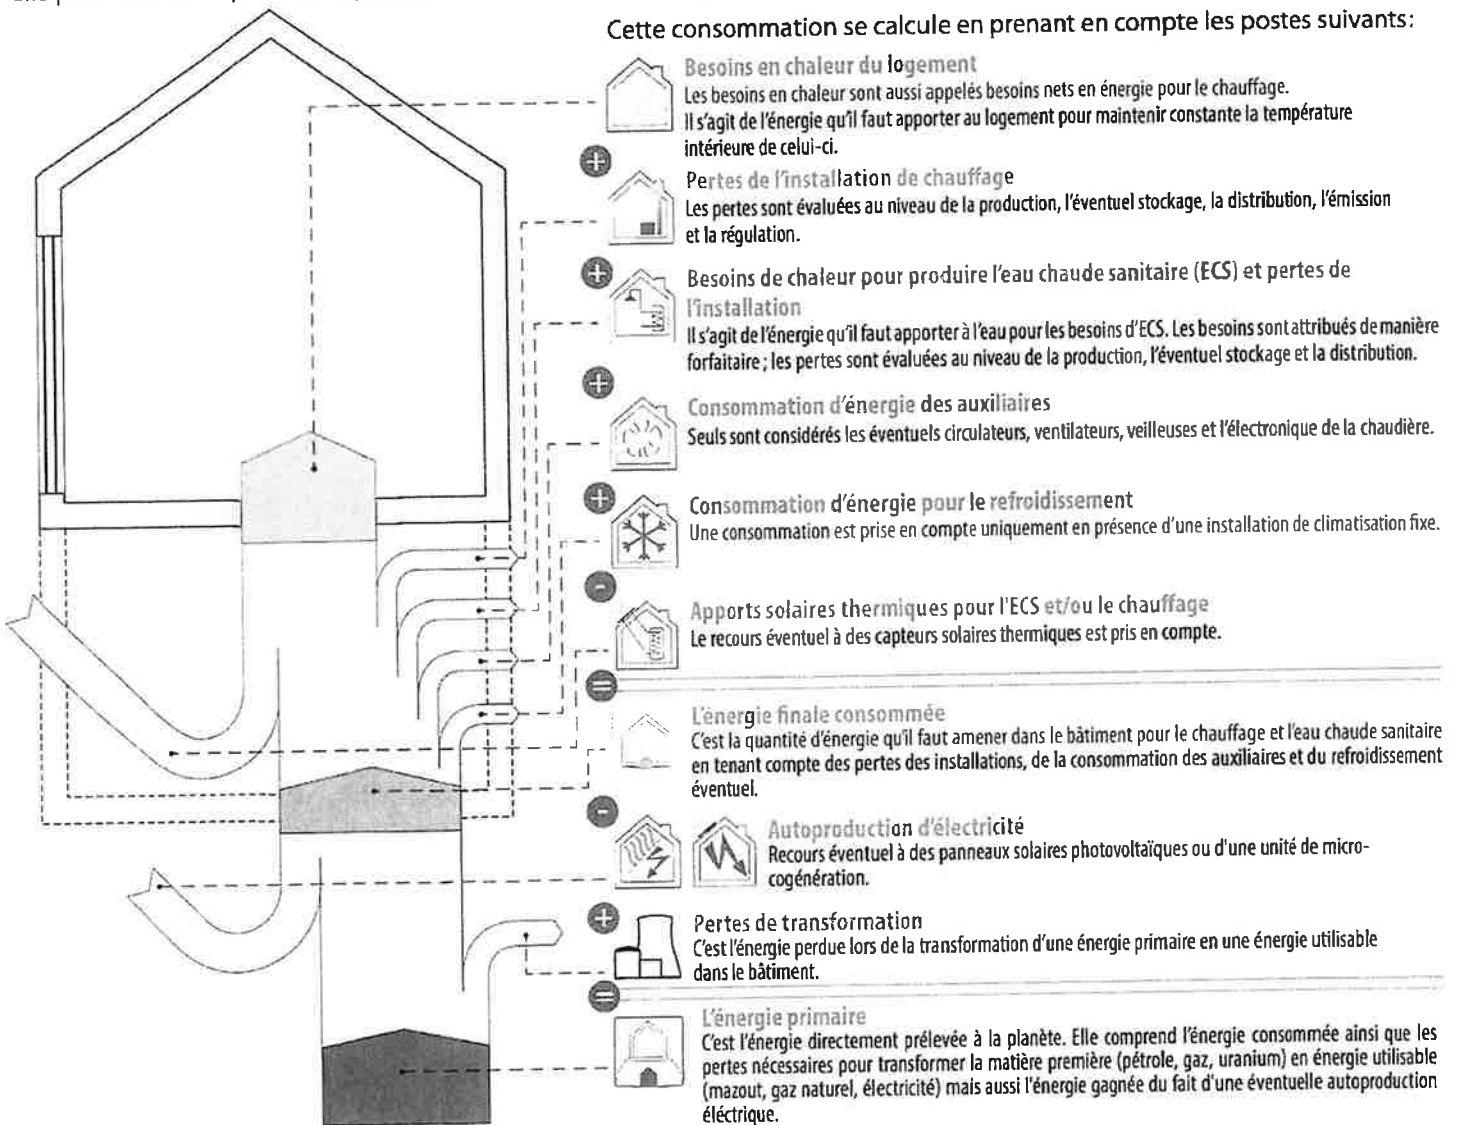 Cette consommation se calcule en prenant en compte les postes suivants:
Besoins en chaleur du logement
Les besoins en chaleur sont aussi appelés besoins nets en énergie pour le chauffage.
Il s'agit de l'énergie qu'il faut apporter au logement pour maintenir constante la température
intérieure de celui-ci.
+
Pertes de l'installation de chauffage
Les pertes sont évaluées au niveau de la production, l'éventuel stockage, la distribution, l'émission
et la régulation.
+
Besoins de chaleur pour produire l'eau chaude sanitaire (ECS) et pertes de
l'installation
Il s'agit de l'énergie qu'il faut apporter à l'eau pour les besoins d'ECS. Les besoins sont attribués de manière
forfaitaire ; les pertes sont évaluées au niveau de la production, l'éventuel stockage et la distribution.
+
Consommation d'énergie des auxiliaires
Seuls sont considérés les éventuels circulateurs, ventilateurs, veilleuses et l'électronique de la chaudière.
+
Consommation d'énergie pour le refroidissement
Une consommation est prise en compte uniquement en présence d'une installation de climatisation fixe.
-
Apports solaires thermiques pour l'ECS et/ou le chauffage
Le recours éventuel à des capteurs solaires thermiques est pris en compte.
=
L'énergie finale consommée
C'est la quantité d'énergie qu'il faut amener dans le bâtiment pour le chauffage et l'eau chaude sanitaire
en tenant compte des pertes des installations, de la consommation des auxiliaires et du refroidissement
éventuel.
-
Autoproduction d'électricité
Recours éventuel à des panneaux solaires photovoltaïques ou d'une unité de micro-
cogénération.
+
Pertes de transformation
C'est l'énergie perdue lors de la transformation d'une énergie primaire en une énergie utilisable
dans le bâtiment.
=
L'énergie primaire
C'est l'énergie directement prélevée à la planète. Elle comprend l'énergie consommée ainsi que les
pertes nécessaires pour transformer la matière première (pétrole, gaz, uranium) en énergie utilisable
(mazout, gaz naturel, électricité) mais aussi l'énergie gagnée du fait d'une éventuelle autoproduction
éléctrique.